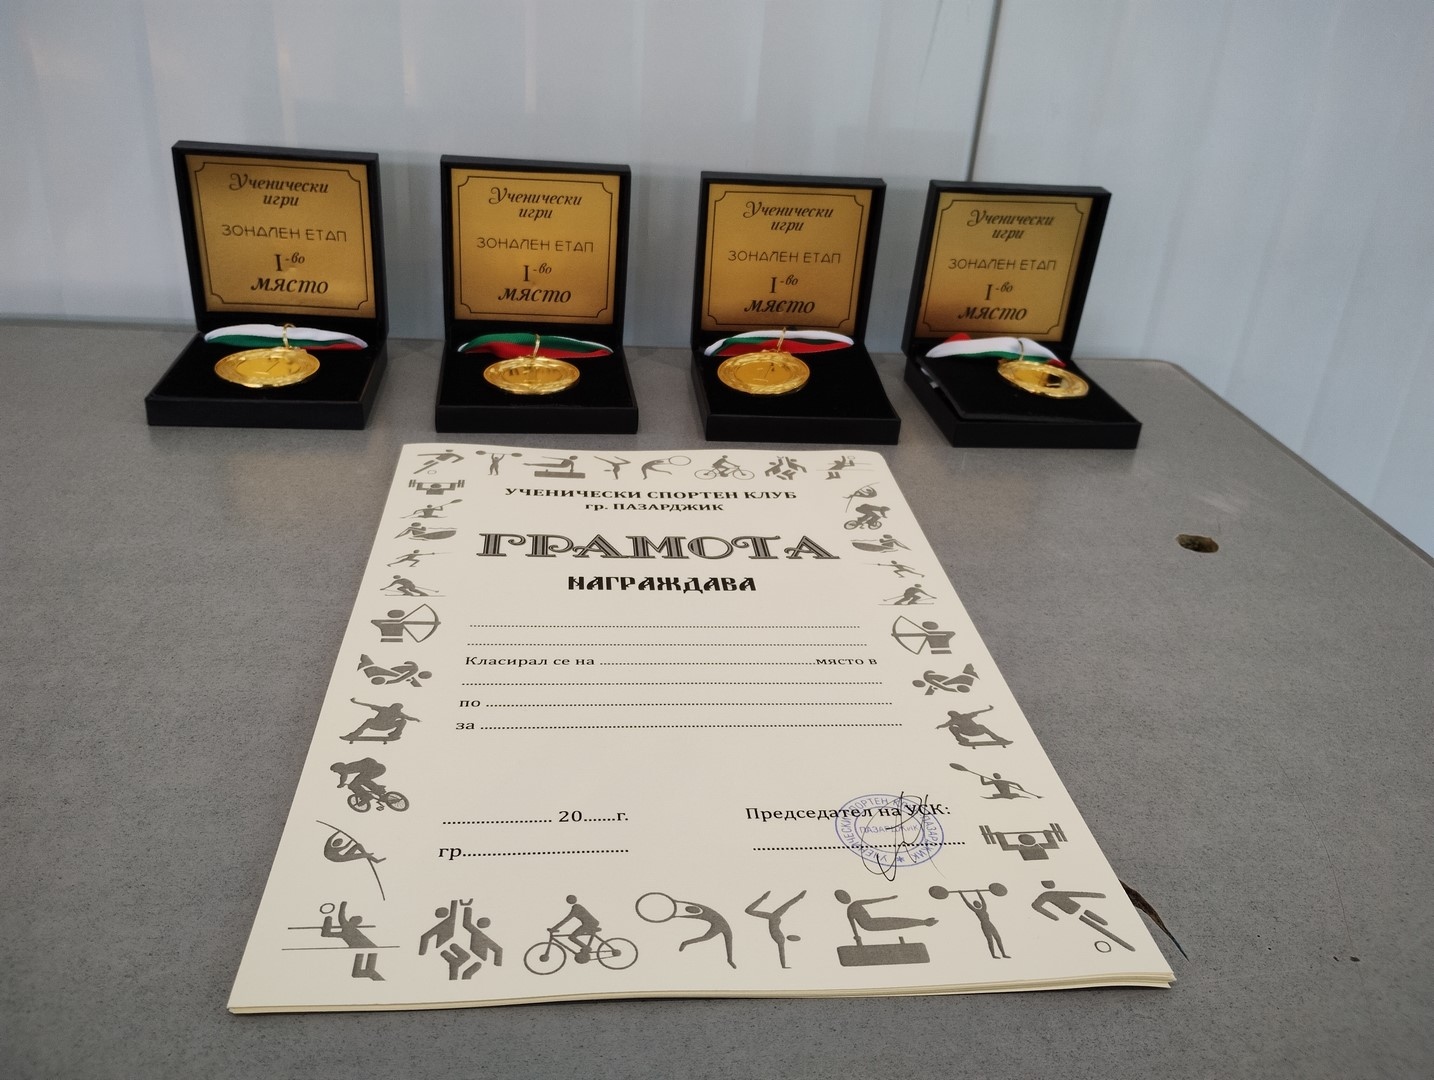 Ученически
игри
ЗОНАЛЕН ЕТАП
I-во
МЯСТО
Ученически
игри
ЗОНАЛЕН ЕТАП
I-во
МЯСТО
Ученически
игри
ЗОНАЛЕН ЕТАП
I-во
МЯСТО
Ученически
игри
ЗОНАЛЕН ЕТАП
I-во
МЯСТО
УЧЕНИЧЕСКИ СПОРТЕН КЛУБ
гр. ПАЗАРДЖИК
ГРАМОТА
НАГРАЖДАВА
Класирал се на ..................................................... място в
по
за
........................ 20.......г.
гр.....................................
Председател на УСК:
ПАЗАРДЖИК